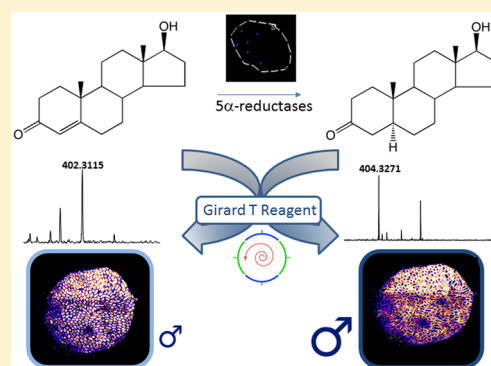 OH
OH
5α-reductases
O
O
H
402.3115
404.3271
Girard T Reagent
♂
♂